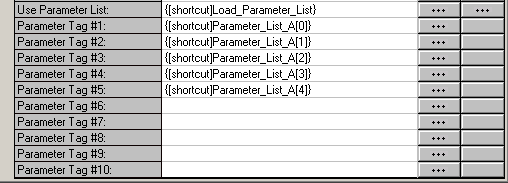 Use Parameter List: {[shortcut]Load_Parameter_List} ... ...
Parameter Tag #1: {[shortcut]Parameter_List_A[0]} ...
Parameter Tag #2: {[shortcut]Parameter_List_A[1]} ...
Parameter Tag #3: {[shortcut]Parameter_List_A[2]} ...
Parameter Tag #4: {[shortcut]Parameter_List_A[3]} ...
Parameter Tag #5: {[shortcut]Parameter_List_A[4]} ...
Parameter Tag #6: ...
Parameter Tag #7: ...
Parameter Tag #8: ...
Parameter Tag #9: ...
Parameter Tag #10: ...